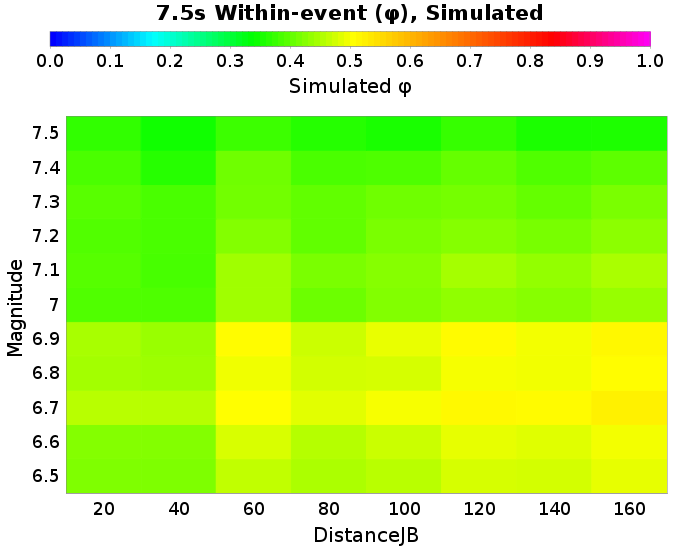 7.5s Within-event (φ), Simulated
0.0 0.1 0.2 0.3 0.4 0.5 0.6 0.7 0.8 0.9 1.0
Simulated φ
Magnitude
7.5
7.4
7.3
7.2
7.1
7
6.9
6.8
6.7
6.6
6.5
20 40 60 80 100 120 140 160
DistanceJB